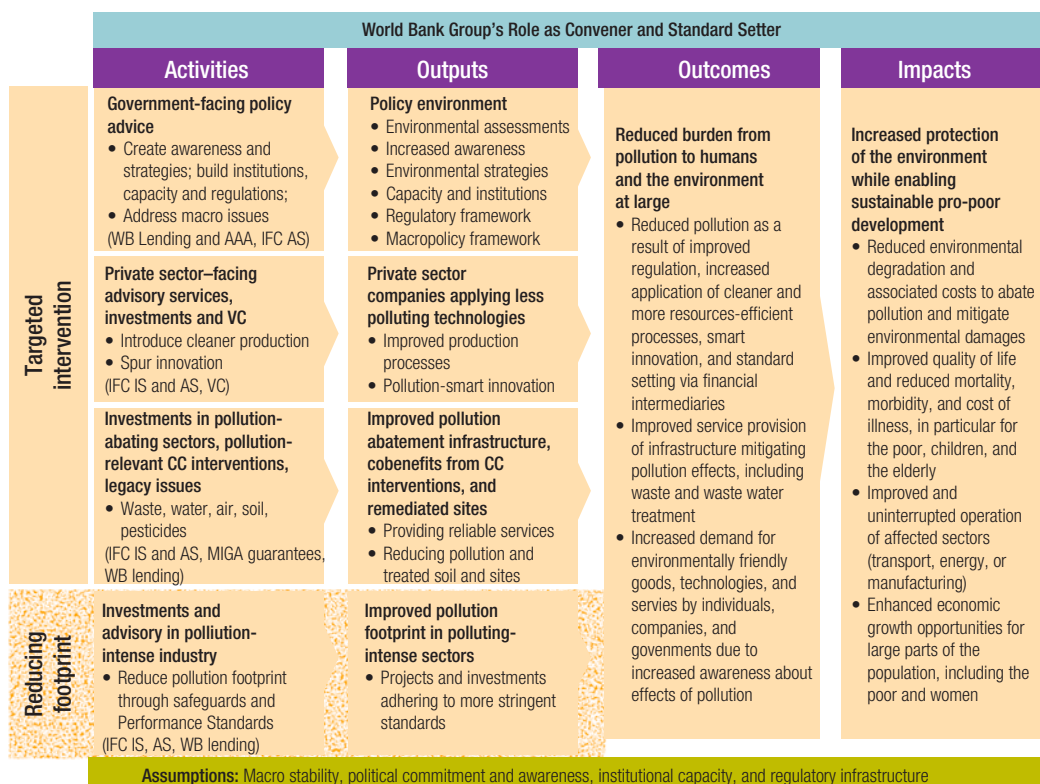 World Bank Group's Role as Convener and Standard Setter
Activities
Outputs
Outcomes
Impacts
Targeted
intervention
Government-facing policy
advice
• Create awareness and
strategies; build institutions,
capacity and regulations;
• Address macro issues
(WB Lending and AAA, IFC AS)
Policy environment
• Environmental assessments
• Increased awareness
• Environmental strategies
• Capacity and institutions
• Regulatory framework
• Macropolicy framework
Private sector–facing
advisory services,
investments and VC
• Introduce cleaner production
• Spur innovation
(IFC IS and AS, VC)
Private sector
companies applying less
polluting technologies
• Improved production
processes
• Pollution-smart innovation
Investments in pollution-
abating sectors, pollution-
relevant CC interventions,
legacy issues
• Waste, water, air, soil,
pesticides
(IFC IS and AS, MIGA guarantees,
WB lending)
Improved pollution
abatement infrastructure,
cobenefits from CC
interventions, and
remediated sites
• Providing reliable services
• Reducing pollution and
treated soil and sites
Reducing
footprint
Investments and
advisory in polliution-
intense industry
• Reduce pollution footprint
through safeguards and
Performance Standards
(IFC IS, AS, WB lending)
Improved pollution
footprint in polluting-
intense sectors
• Projects and investments
adhering to more stringent
standards
Reduced burden from
pollution to humans
and the environment
at large
• Reduced pollution as a
result of improved
regulation, increased
application of cleaner and
more resources-efficient
processes, smart
innovation, and standard
setting via financial
intermediaries
• Improved service provision
of infrastructure mitigating
pollution effects, including
waste and waste water
treatment
• Increased demand for
environmentally friendly
goods, technologies, and
servies by individuals,
companies, and
govenments due to
increased awareness about
effects of pollution
Increased protection
of the environment
while enabling
sustainable pro-poor
development
• Reduced environmental
degradation and
associated costs to abate
pollution and mitigate
environmental damages
• Improved quality of life
and reduced mortality,
morbidity, and cost of
illness, in particular for
the poor, children, and
the elderly
• Improved and
uninterrupted operation
of affected sectors
(transport, energy, or
manufacturing)
• Enhanced economic
growth opportunities for
large parts of the
population, including the
poor and women
Assumptions: Macro stability, political commitment and awareness, institutional capacity, and regulatory infrastructure